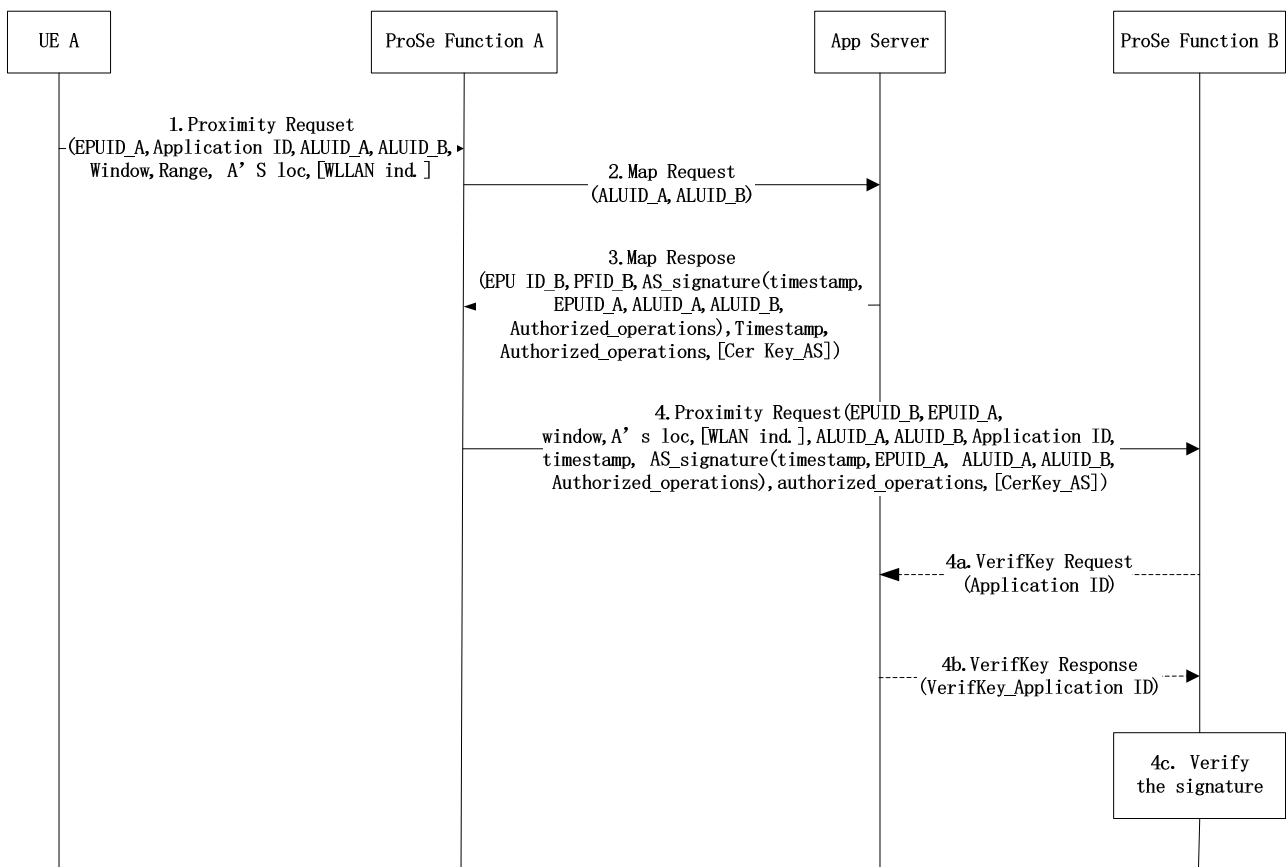 UE A
ProSe Function A
App Server
ProSe Function B
1.Proximity Requset
(EPUID_A,Application ID,ALUID_A,ALUID_B,
Window,Range, A'S loc,[WLLAN ind.]
2.Map Request
(ALUID_A,ALUID_B)
3.Map Respose
(EPU ID_B,PFID_B,AS_signature(timestamp,
EPUID_A,ALUID_A,ALUID_B,
Authorized_operations),Timestamp,
Authorized_operations,[Cer Key_AS])
4.Proximity Request(EPUID_B,EPUID_A,
window,A's loc,[WLAN ind.],ALUID_A,ALUID_B,Application ID,
timestamp, AS_signature(timestamp,EPUID_A, ALUID_A,ALUID_B,
Authorized_operations),authorized_operations,[CerKey_AS])
4a.VerifKey Request
(Application ID)
4b.VerifKey Response
(VerifKey_Application ID)
4c. Verify
the signature